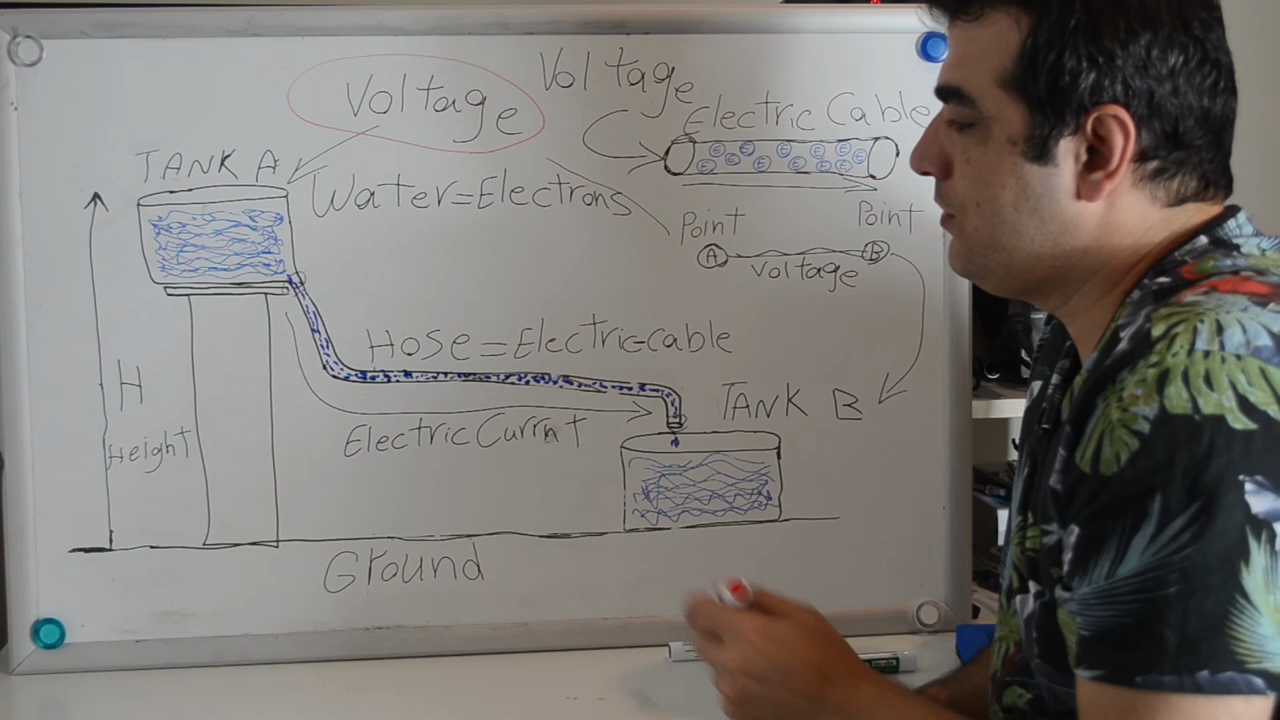 Voltage
Voltage
Electric Cable
E E E E E E E E E E E E
TANK A
Water=Electrons
Point
Point
A
B
Voltage
Hose=Electric-cable
H
Height
TANK B
Electric Currnt
Ground